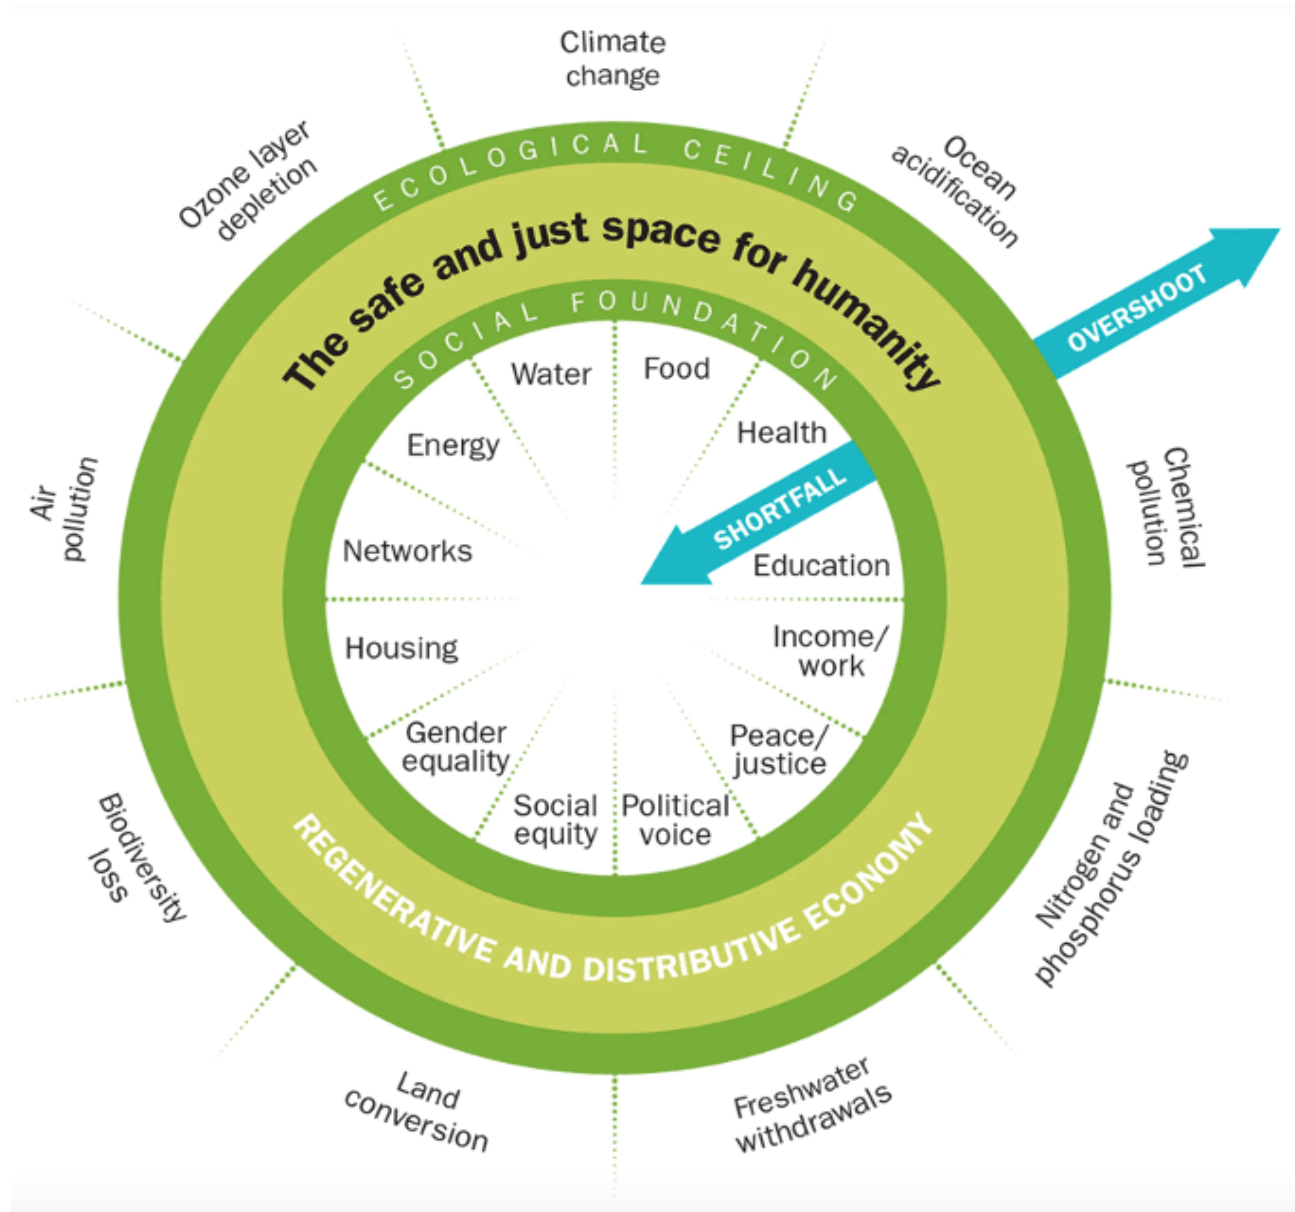 Climate
change
Ocean
acidification
OVERSHOOT
Chemical
pollution
Nitrogen and
phosphorus loading
Freshwater
withdrawals
Land
conversion
Biodiversity
loss
Air
pollution
Ozone layer
depletion
ECOLOGICAL CEILING
The safe and just space for humanity
SOCIAL FOUNDATION
Water
Food
Health
SHORTFALL
Education
Income/
work
Peace/
justice
Political
voice
Social
equity
Gender
equality
Housing
Networks
Energy
REGENERATIVE AND DISTRIBUTIVE ECONOMY